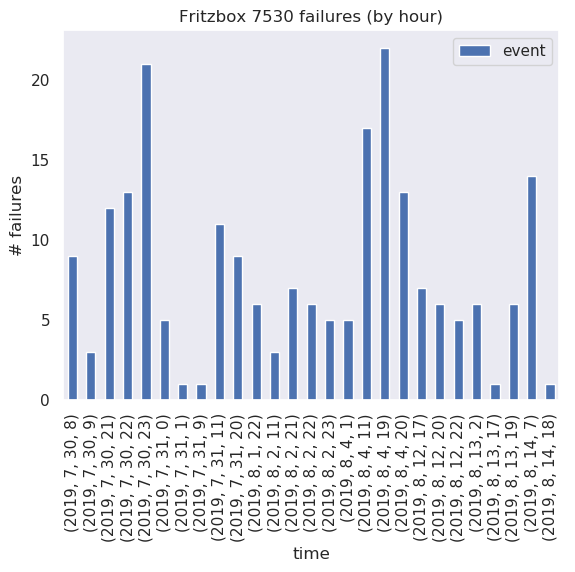 Fritzbox 7530 failures (by hour)
event
# failures
20
15
10
5
0
(2019, 7, 30, 8)
(2019, 7, 30, 9)
(2019, 7, 30, 21)
(2019, 7, 30, 22)
(2019, 7, 30, 23)
(2019, 7, 31, 0)
(2019, 7, 31, 1)
(2019, 7, 31, 9)
(2019, 7, 31, 11)
(2019, 7, 31, 20)
(2019, 8, 1, 22)
(2019, 8, 2, 11)
(2019, 8, 2, 21)
(2019, 8, 2, 22)
(2019, 8, 2, 23)
(2019, 8, 4, 1)
(2019, 8, 4, 11)
(2019, 8, 4, 19)
(2019, 8, 4, 20)
(2019, 8, 12, 17)
(2019, 8, 12, 20)
(2019, 8, 12, 22)
(2019, 8, 13, 2)
(2019, 8, 13, 17)
(2019, 8, 13, 19)
(2019, 8, 14, 7)
(2019, 8, 14, 18)
time